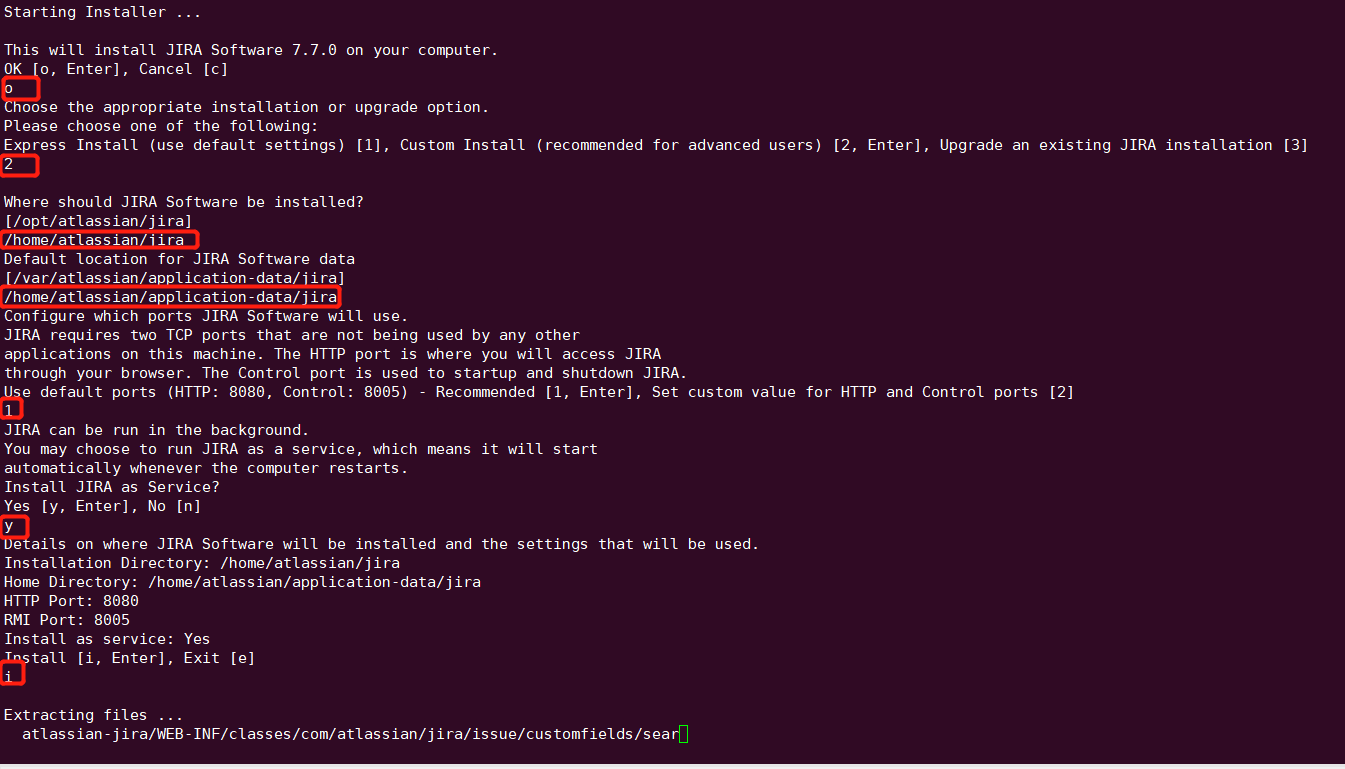 Starting Installer ...
This will install JIRA Software 7.7.0 on your computer.
OK [o, Enter], Cancel [c]
o
Choose the appropriate installation or upgrade option.
Please choose one of the following:
Express Install (use default settings) [1], Custom Install (recommended for advanced users) [2, Enter], Upgrade an existing JIRA installation [3]
2
Where should JIRA Software be installed?
[/opt/atlassian/jira]
/home/atlassian/jira
Default location for JIRA Software data
[/var/atlassian/application-data/jira]
/home/atlassian/application-data/jira
Configure which ports JIRA Software will use.
JIRA requires two TCP ports that are not being used by any other
applications on this machine. The HTTP port is where you will access JIRA
through your browser. The Control port is used to startup and shutdown JIRA.
Use default ports (HTTP: 8080, Control: 8005) - Recommended [1, Enter], Set custom value for HTTP and Control ports [2]
1
JIRA can be run in the background.
You may choose to run JIRA as a service, which means it will start
automatically whenever the computer restarts.
Install JIRA as Service?
Yes [y, Enter], No [n]
y
Details on where JIRA Software will be installed and the settings that will be used.
Installation Directory: /home/atlassian/jira
Home Directory: /home/atlassian/application-data/jira
HTTP Port: 8080
RMI Port: 8005
Install as service: Yes
Install [i, Enter], Exit [e]
i
Extracting files ...
atlassian-jira/WEB-INF/classes/com/atlassian/jira/issue/customfields/sear